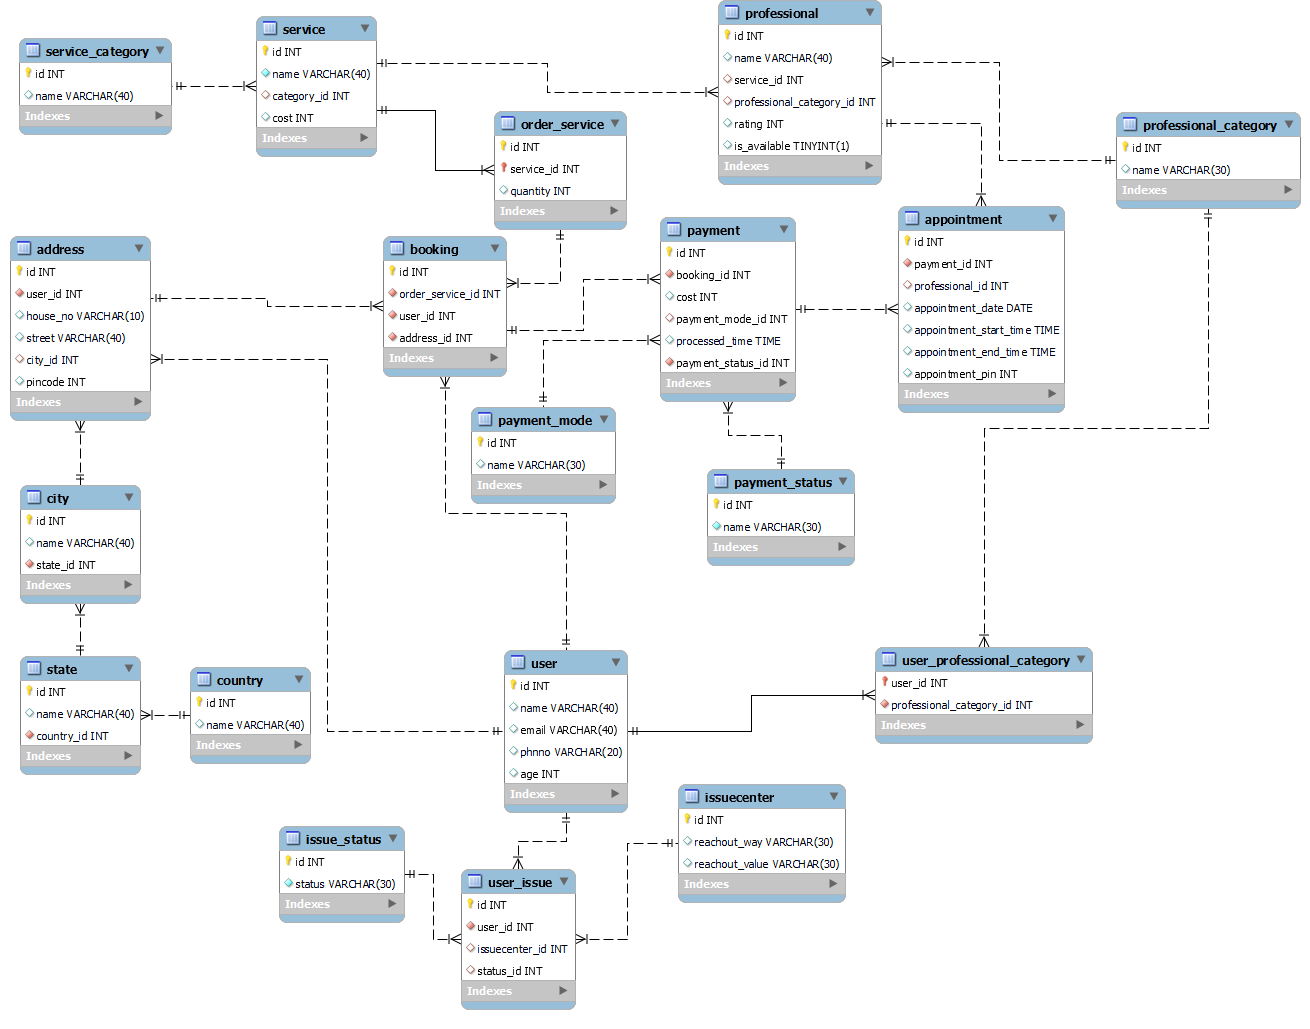 service_category
id INT
name VARCHAR(40)
Indexes
service
id INT
name VARCHAR(40)
category_id INT
cost INT
Indexes
professional
id INT
name VARCHAR(40)
service_id INT
professional_category_id INT
rating INT
is_available TINYINT(1)
Indexes
order_service
id INT
service_id INT
quantity INT
Indexes
professional_category
id INT
name VARCHAR(30)
Indexes
address
id INT
user_id INT
house_no VARCHAR(10)
street VARCHAR(40)
city_id INT
pincode INT
Indexes
booking
id INT
order_service_id INT
user_id INT
address_id INT
Indexes
payment
id INT
booking_id INT
cost INT
payment_mode_id INT
processed_time TIME
payment_status_id INT
Indexes
appointment
id INT
payment_id INT
professional_id INT
appointment_date DATE
appointment_start_time TIME
appointment_end_time TIME
appointment_pin INT
Indexes
payment_mode
id INT
name VARCHAR(30)
Indexes
payment_status
id INT
name VARCHAR(30)
Indexes
city
id INT
name VARCHAR(40)
state_id INT
Indexes
state
id INT
name VARCHAR(40)
country_id INT
Indexes
country
id INT
name VARCHAR(40)
Indexes
user
id INT
name VARCHAR(40)
email VARCHAR(40)
phnno VARCHAR(20)
age INT
Indexes
user_professional_category
user_id INT
professional_category_id INT
Indexes
issue_status
id INT
status VARCHAR(30)
Indexes
user_issue
id INT
user_id INT
issuecenter_id INT
status_id INT
Indexes
issuecenter
id INT
reachout_way VARCHAR(30)
reachout_value VARCHAR(30)
Indexes